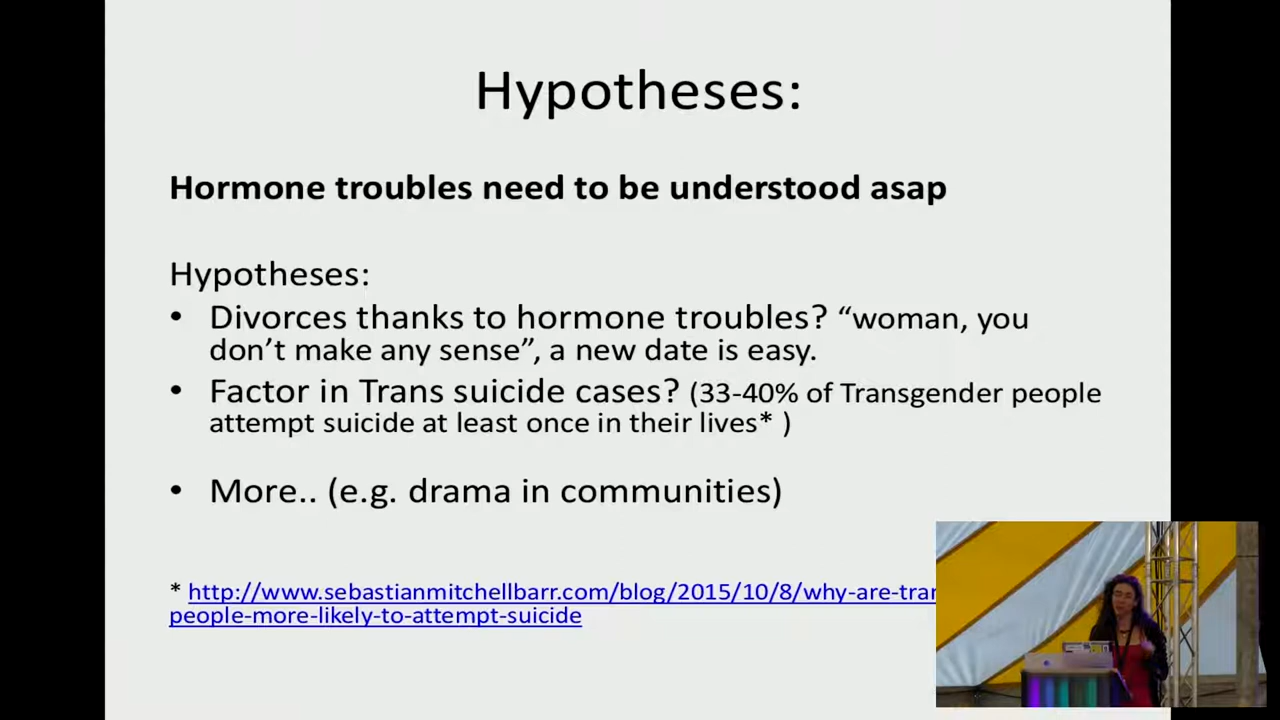 Hypotheses:
Hormone troubles need to be understood asap
Hypotheses:
• Divorces thanks to hormone troubles? “woman, you
don’t make any sense”, a new date is easy.
• Factor in Trans suicide cases? (33-40% of Transgender people
attempt suicide at least once in their lives* )
• More.. (e.g. drama in communities)
* http://www.sebastianmitchellbarr.com/blog/2015/10/8/why-are-tran
people-more-likely-to-attempt-suicide